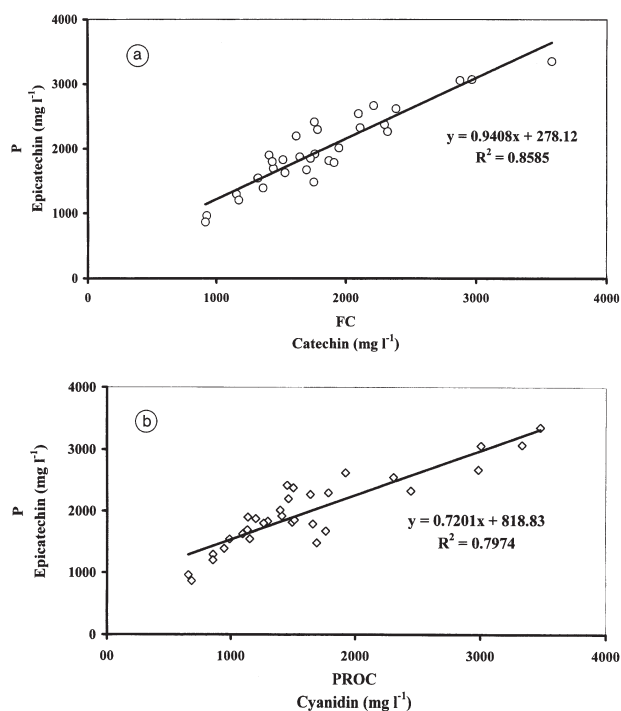 4000
a
3000
P
Epicatechin (mg l⁻¹)
2000
y = 0.9408x + 278.12
R² = 0.8585
1000
0
0 1000 2000 3000 4000
FC
Catechin (mg l⁻¹)
4000
b
3000
P
Epicatechin (mg l⁻¹)
2000
y = 0.7201x + 818.83
R² = 0.7974
1000
0
00 1000 2000 3000 4000
PROC
Cyanidin (mg l⁻¹)